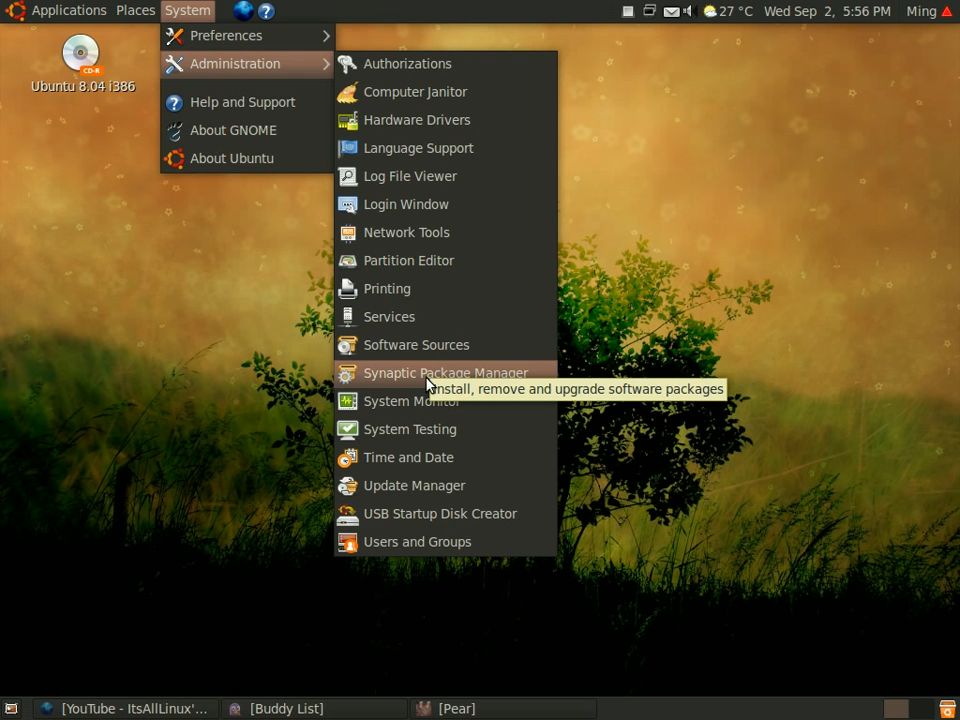 Applications Places System
27 °C Wed Sep 2, 5:56 PM Ming
CD-R
Ubuntu 8.04 i386
Preferences
Administration
Help and Support
About GNOME
About Ubuntu
Authorizations
Computer Janitor
Hardware Drivers
Language Support
Log File Viewer
Login Window
Network Tools
Partition Editor
Printing
Services
Software Sources
Synaptic Package Manager
Install, remove and upgrade software packages
System Monitor
System Testing
Time and Date
Update Manager
USB Startup Disk Creator
Users and Groups
[YouTube - ItsAllLinux'... [Buddy List] [Pear]